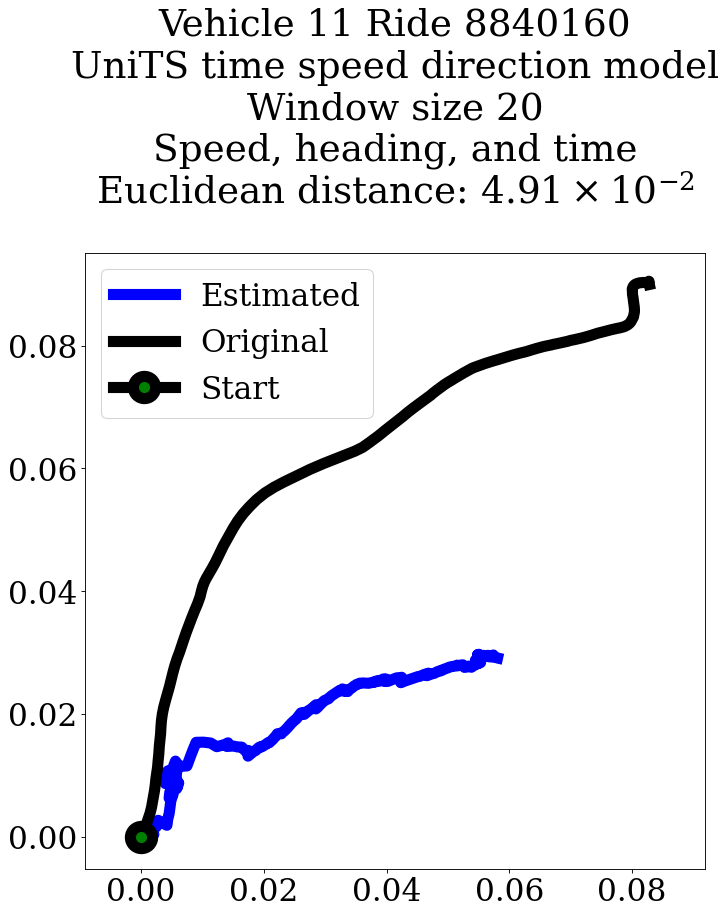 Vehicle 11 Ride 8840160
UniTS time speed direction model
Window size 20
Speed, heading, and time
Euclidean distance: 4.91 × 10⁻²
Estimated
Original
Start
0.08
0.06
0.04
0.02
0.00
0.00 0.02 0.04 0.06 0.08